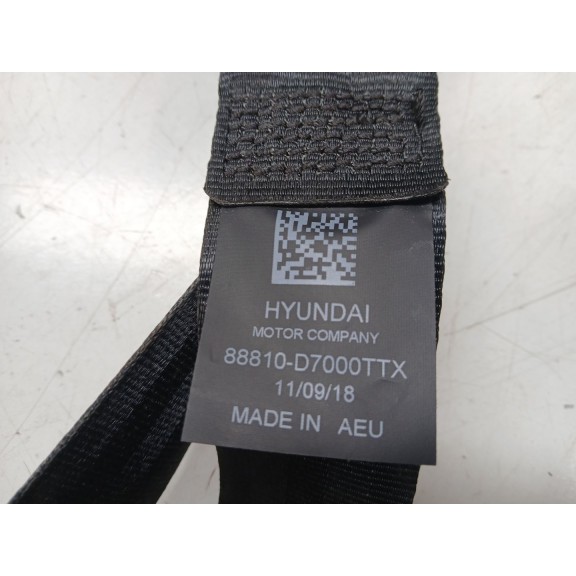 HYUNDAI
MOTOR COMPANY
88810-D7000TTX
11/09/18
MADE IN AEU